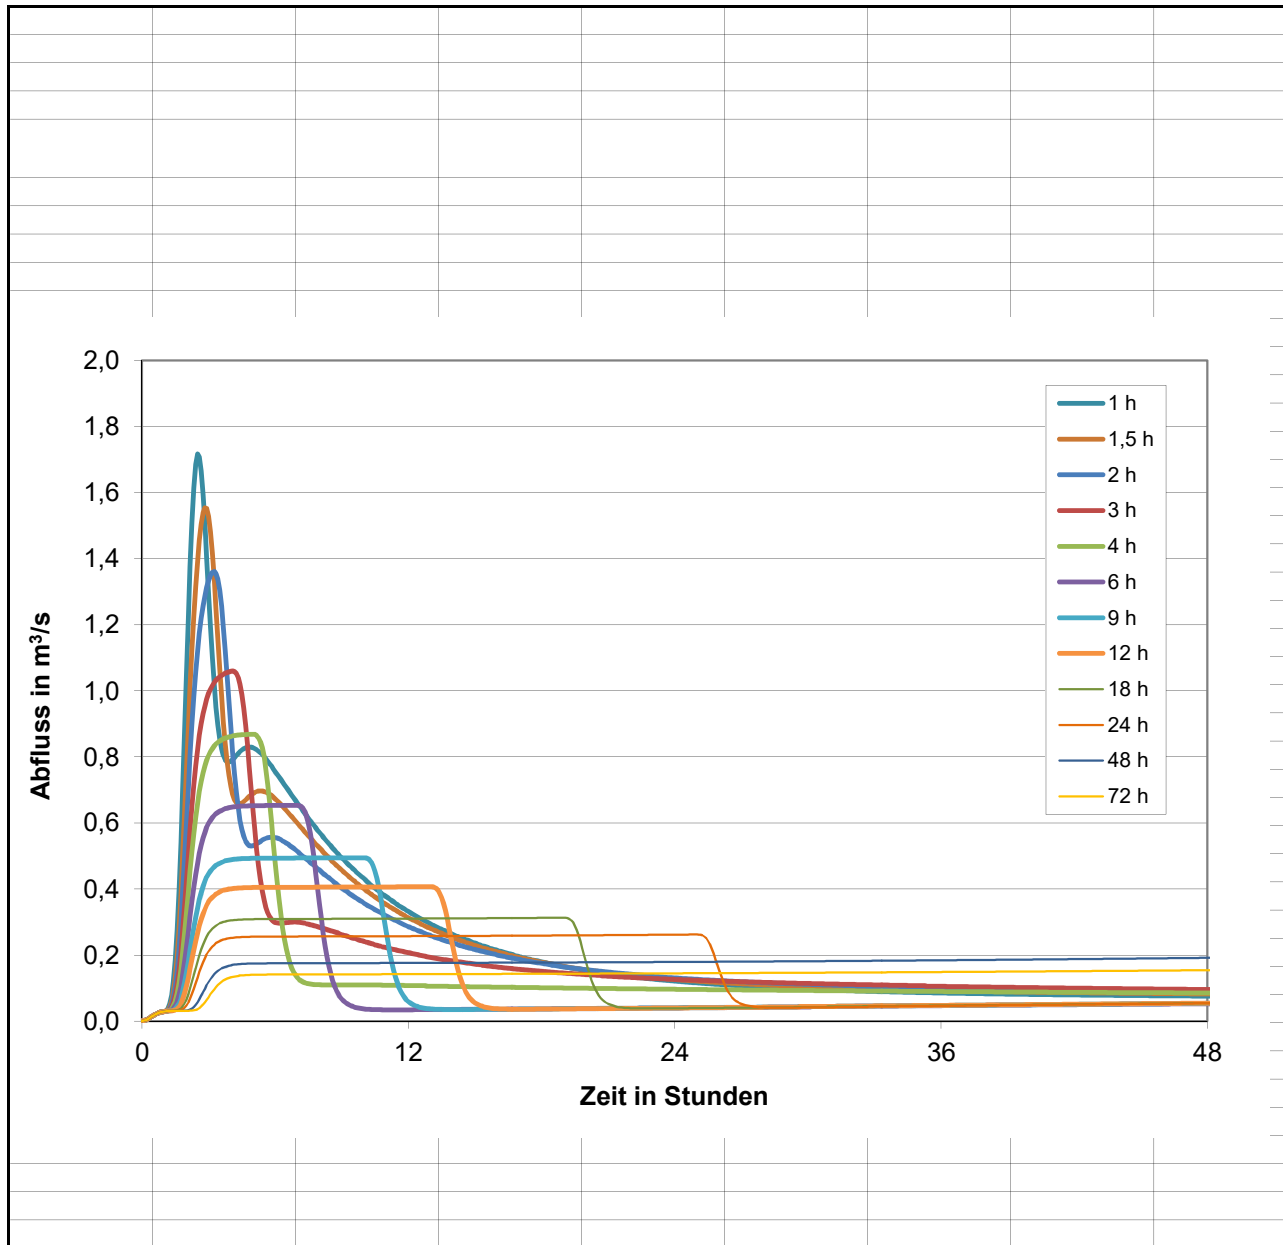 2,0
1,8
1,6
1,4
1,2
1,0
0,8
0,6
0,4
0,2
0,0
Abfluss in m³/s
1 h
1,5 h
2 h
3 h
4 h
6 h
9 h
12 h
18 h
24 h
48 h
72 h
0 12 24 36 48
Zeit in Stunden